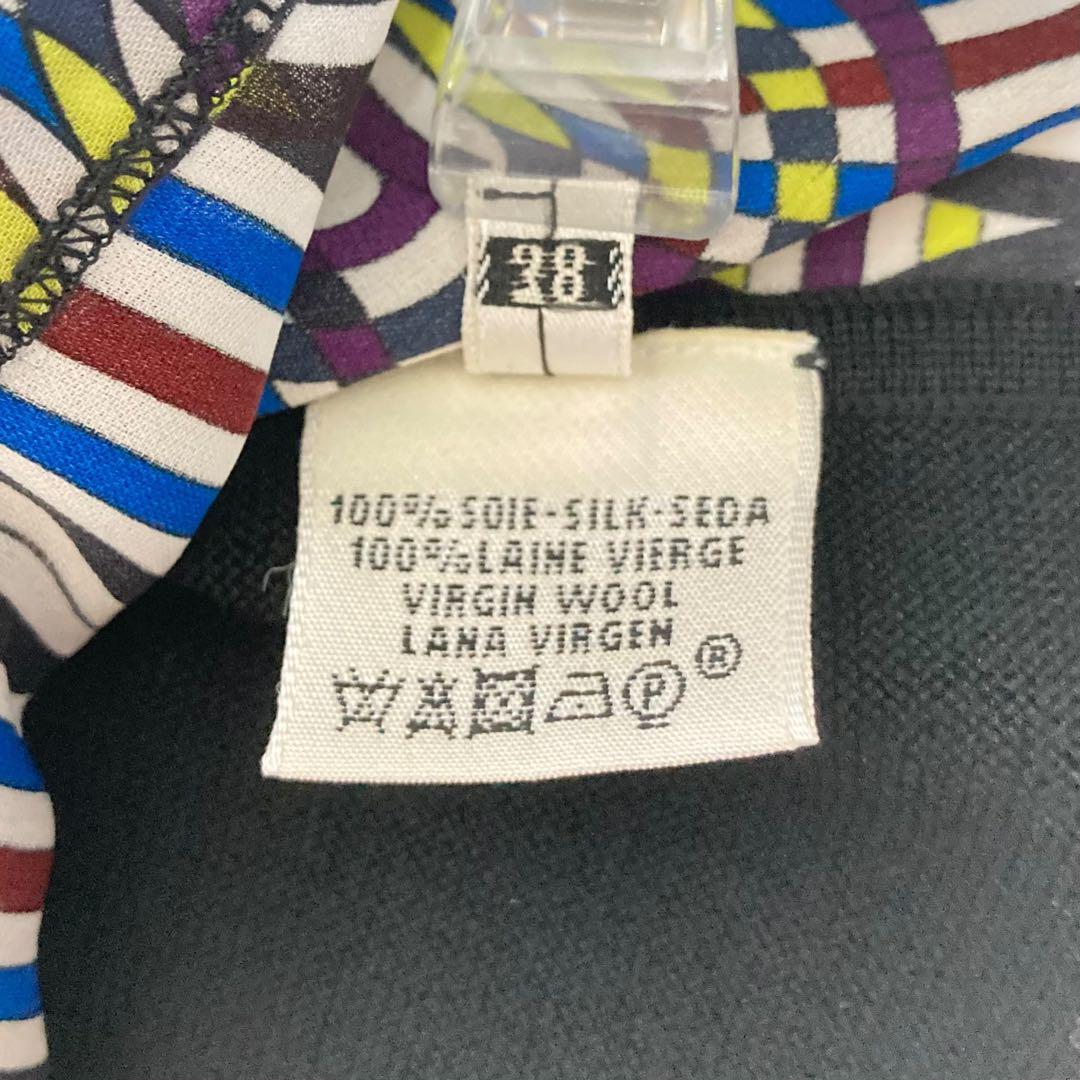 38
100%SOIE-SILK-SEDA
100%LAINE VIERGE
VIRGIN WOOL
LANA VIRGEN
P ®